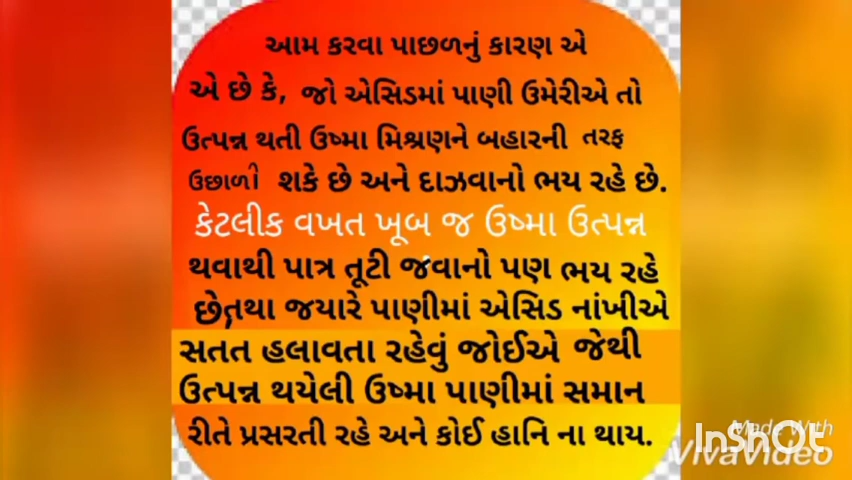 આમ કરવા પાછળનું કારણ એ
એ છે કે, જો એસિડમાં પાણી ઉમેરીએ તો
ઉત્પન્ન થતી ઉષ્મા મિશ્રણને બહારની તરફ
ઉછાળી શકે છે અને દાઝવાનો ભય રહે છે.
કેટલીક વખત ખૂબ જ ઉષ્મા ઉત્પન્ન
થવાથી પાત્ર તૂટી જવાનો પણ ભય રહે
છે,તથા જયારે પાણીમાં એસિડ નાંખીએ
સતત હલાવતા રહેવું જોઈએ જેથી
ઉત્પન્ન થયેલી ઉષ્મા પાણીમાં સમાન
રીતે પ્રસરતી રહે અને કોઈ હાનિ ના થાય.
Made With
InShOt
VivaVideo